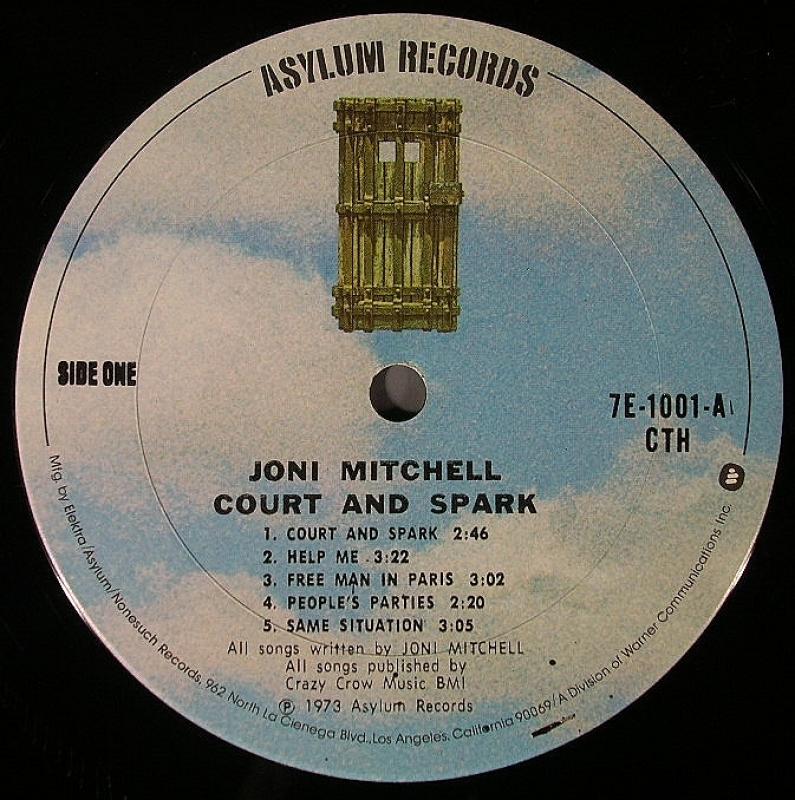 ASYLUM RECORDS
SIDE ONE
7E-1001-A
CTH
JONI MITCHELL
COURT AND SPARK
1. COURT AND SPARK 2:46
2. HELP ME 3:22
3. FREE MAN IN PARIS 3:02
4. PEOPLE'S PARTIES 2:20
5. SAME SITUATION 3:05
All songs written by JONI MITCHELL
All songs published by
Crazy Crow Music BMI
℗ 1973 Asylum Records
Mfg. by Elektra/Asylum/Nonesuch Records, 962 North La Cienega Blvd., Los Angeles, California 90069/A Division of Warner Communications Inc.